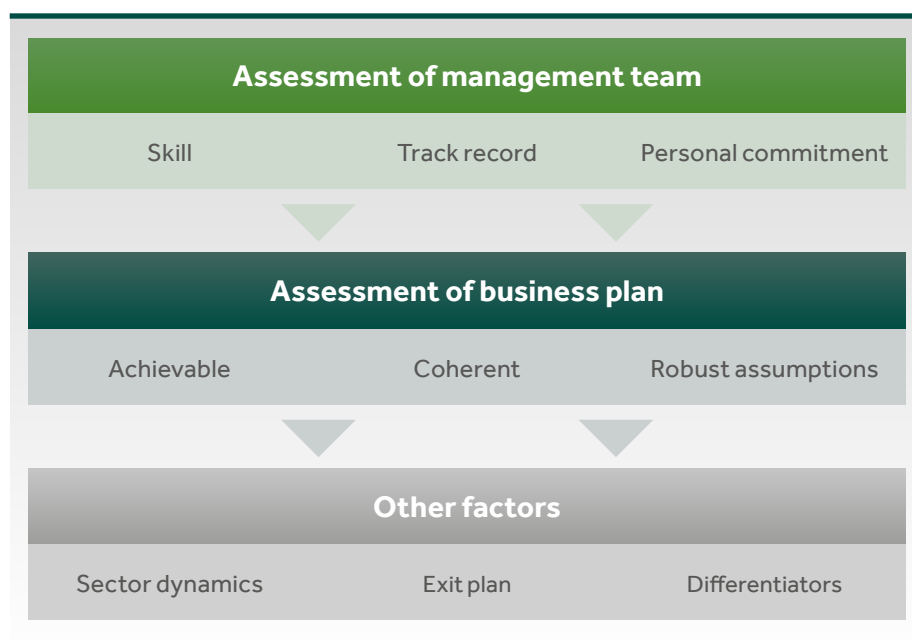 Assessment of management team
Skill Track record Personal commitment
Assessment of business plan
Achievable Coherent Robust assumptions
Other factors
Sector dynamics Exit plan Differentiators